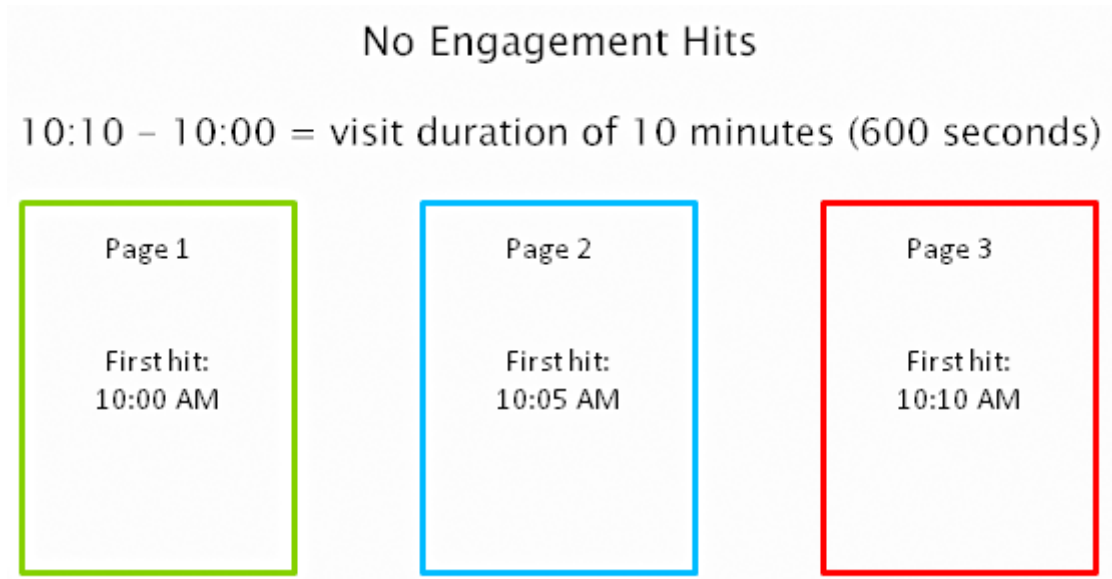 No Engagement Hits
10:10 – 10:00 = visit duration of 10 minutes (600 seconds)
Page 1
First hit:
10:00 AM
Page 2
First hit:
10:05 AM
Page 3
First hit:
10:10 AM